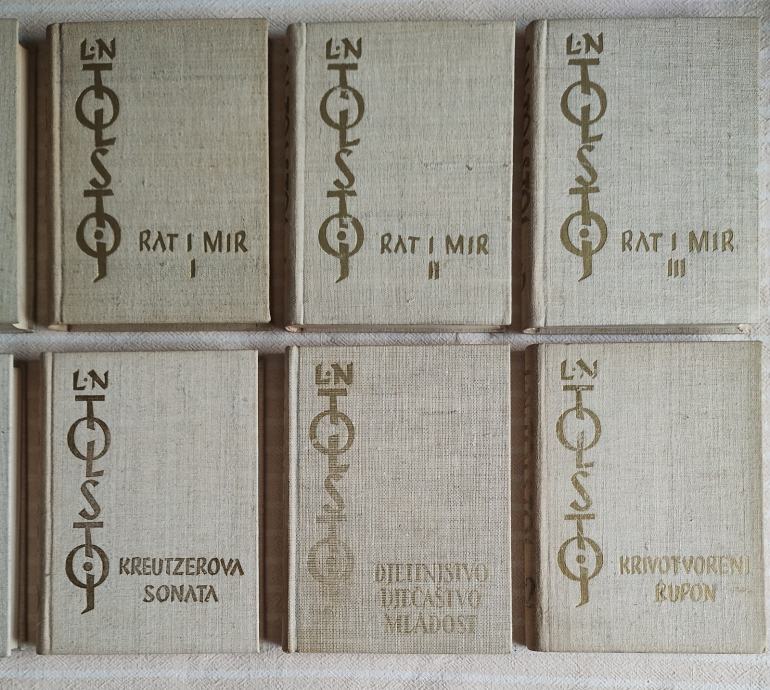 L·N
TOLSTOJ
RAT I MIR
I
L·N
TOLSTOJ
RAT I MIR
II
L·N
TOLSTOJ
RAT I MIR
III
L·N
TOLSTOJ
KREUTZEROVA
SONATA
L·N
TOLSTOJ
DJETINJSTVO
DJEČAŠTVO
MLADOST
L·N
TOLSTOJ
KRIVOTVORENI
KUPON